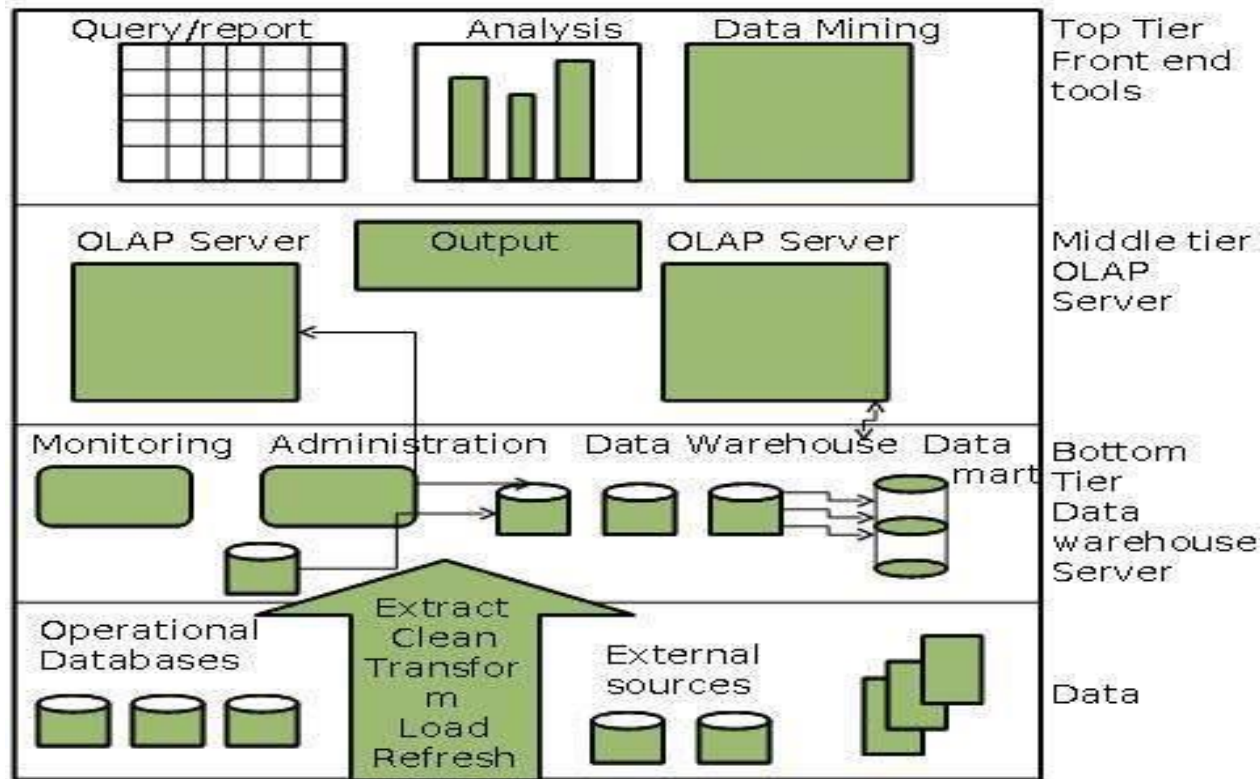 Query/report
Analysis
Data Mining
Top Tier
Front end
tools
OLAP Server
Output
OLAP Server
Middle tier
OLAP
Server
Monitoring
Administration
Data Warehouse
Data
mart
Bottom
Tier
Data
warehouse
Server
Operational
Databases
Extract
Clean
Transfor
m
Load
Refresh
External
sources
Data